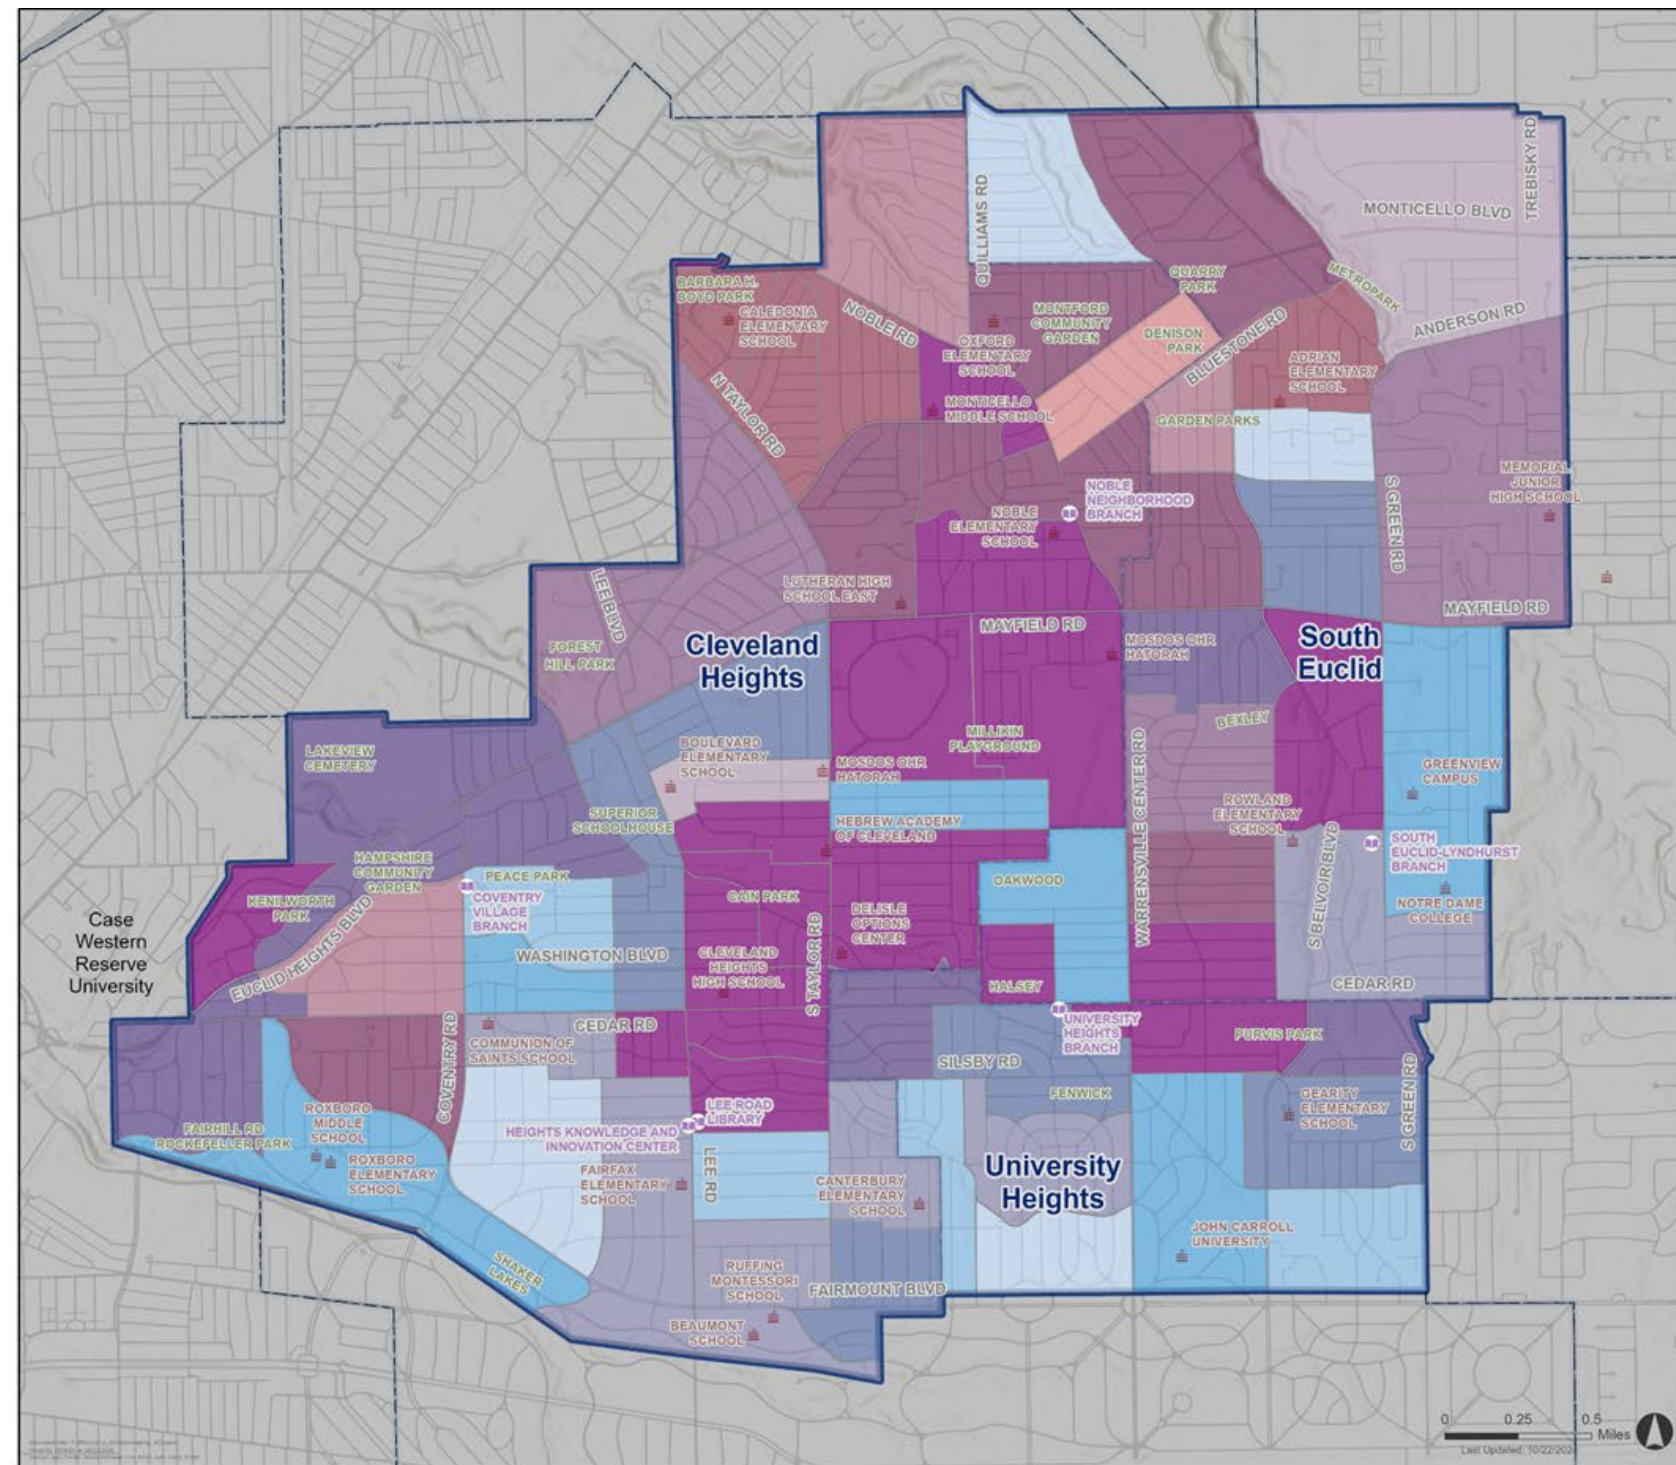 TREBISKY RD
QUILLIAMS RD
MONTICELLO BLVD
BARBARA H.
BOYD PARK
CALEDONIA
ELEMENTARY
SCHOOL
NOBLE RD
QUARRY
PARK
METROPARK
MONTFORD
COMMUNITY
GARDEN
DENISON
PARK
ANDERSON RD
OXFORD
ELEMENTARY
SCHOOL
BLUESTONE RD
ADRIAN
ELEMENTARY
SCHOOL
N TAYLOR RD
MONTICELLO
MIDDLE SCHOOL
GARDEN PARKS
NOBLE
NEIGHBORHOOD
BRANCH
MEMORIAL
JUNIOR
HIGH SCHOOL
NOBLE
ELEMENTARY
SCHOOL
S GREEN RD
LEE BLVD
LUTHERAN HIGH
SCHOOL EAST
MAYFIELD RD
MAYFIELD RD
FOREST
HILL PARK
Cleveland
Heights
MOSDOS OHR
HATORAH
South
Euclid
BEXLEY
LAKEVIEW
CEMETERY
BOULEVARD
ELEMENTARY
SCHOOL
MILLIKIN
PLAYGROUND
MOSDOS OHR
HATORAH
GREENVIEW
CAMPUS
WARRENSVILLE CENTER RD
SUPERIOR
SCHOOLHOUSE
HEBREW ACADEMY
OF CLEVELAND
ROWLAND
ELEMENTARY
SCHOOL
S BELVOIR BLVD
SOUTH
EUCLID-LYNDHURST
BRANCH
HAMPSHIRE
COMMUNITY
GARDEN
PEACE PARK
OAKWOOD
KENILWORTH
PARK
COVENTRY
VILLAGE
BRANCH
CAIN PARK
NOTRE DAME
COLLEGE
Case
Western
Reserve
University
EUCLID HEIGHTS BLVD
WASHINGTON BLVD
DELISLE
OPTIONS
CENTER
CLEVELAND
HEIGHTS
HIGH SCHOOL
S TAYLOR RD
HALSEY
CEDAR RD
CEDAR RD
COVENTRY RD
COMMUNION OF
SAINTS SCHOOL
UNIVERSITY
HEIGHTS
BRANCH
PURVIS PARK
SILSBY RD
FENWICK
GEARITY
ELEMENTARY
SCHOOL
S GREEN RD
LEE ROAD
LIBRARY
ROXBORO
MIDDLE
SCHOOL
FAIRHILL RD
ROCKEFELLER PARK
HEIGHTS KNOWLEDGE AND
INNOVATION CENTER
ROXBORO
ELEMENTARY
SCHOOL
FAIRFAX
ELEMENTARY
SCHOOL
LEE RD
CANTERBURY
ELEMENTARY
SCHOOL
University
Heights
JOHN CARROLL
UNIVERSITY
SHAKER
LAKES
RUFFING
MONTESSORI
SCHOOL
FAIRMOUNT BLVD
BEAUMONT
SCHOOL
0 0.25 0.5
Miles